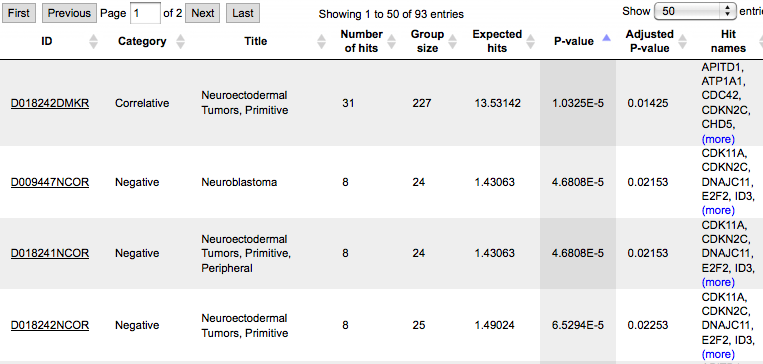 First Previous Page 1 of 2 Next Last Showing 1 to 50 of 93 entries Show 50 entri
ID Category Title Number of hits Group size Expected hits P-value Adjusted P-value Hit names
D018242DMKR Correlative Neuroectodermal Tumors, Primitive 31 227 13.53142 1.0325E-5 0.01425 APITD1, ATP1A1, CDC42, CDKN2C, CHD5, (more)
D009447NCOR Negative Neuroblastoma 8 24 1.43063 4.6808E-5 0.02153 CDK11A, CDKN2C, DNAJC11, E2F2, ID3, (more)
D018241NCOR Negative Neuroectodermal Tumors, Primitive, Peripheral 8 24 1.43063 4.6808E-5 0.02153 CDK11A, CDKN2C, DNAJC11, E2F2, ID3, (more)
D018242NCOR Negative Neuroectodermal Tumors, Primitive 8 25 1.49024 6.5294E-5 0.02253 CDK11A, CDKN2C, DNAJC11, E2F2, ID3, (more)